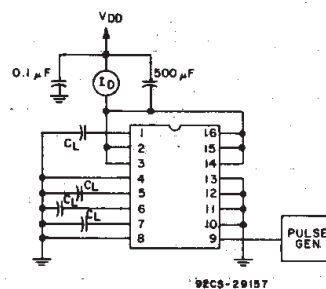 VDD
0.1 µF
ID
500 µF
CL
1 16
2 15
3 14
4 13
CL
5 12
CL
6 11
CL
7 10
8 9
PULSE
GEN.
92CS-29157